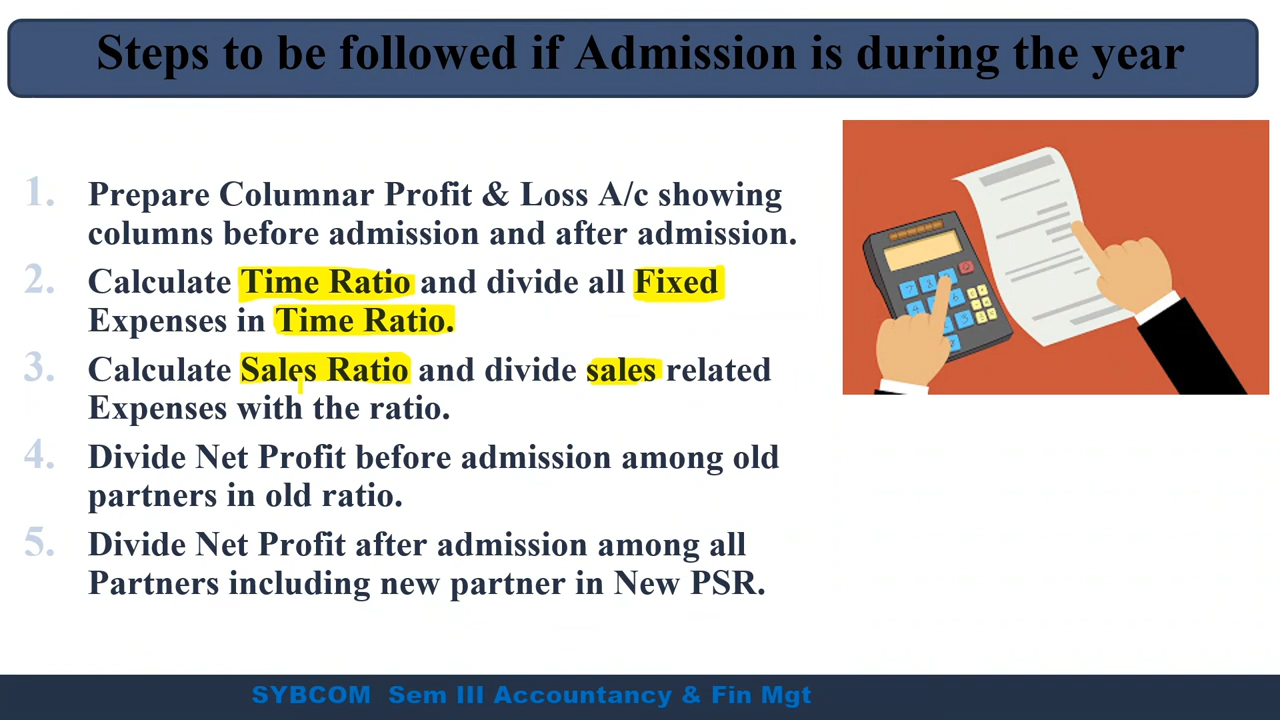 Steps to be followed if Admission is during the year
1. Prepare Columnar Profit & Loss A/c showing
columns before admission and after admission.
2. Calculate Time Ratio and divide all Fixed
Expenses in Time Ratio.
3. Calculate Sales Ratio and divide sales related
Expenses with the ratio.
4. Divide Net Profit before admission among old
partners in old ratio.
5. Divide Net Profit after admission among all
Partners including new partner in New PSR.
SYBCOM Sem III Accountancy & Fin Mgt